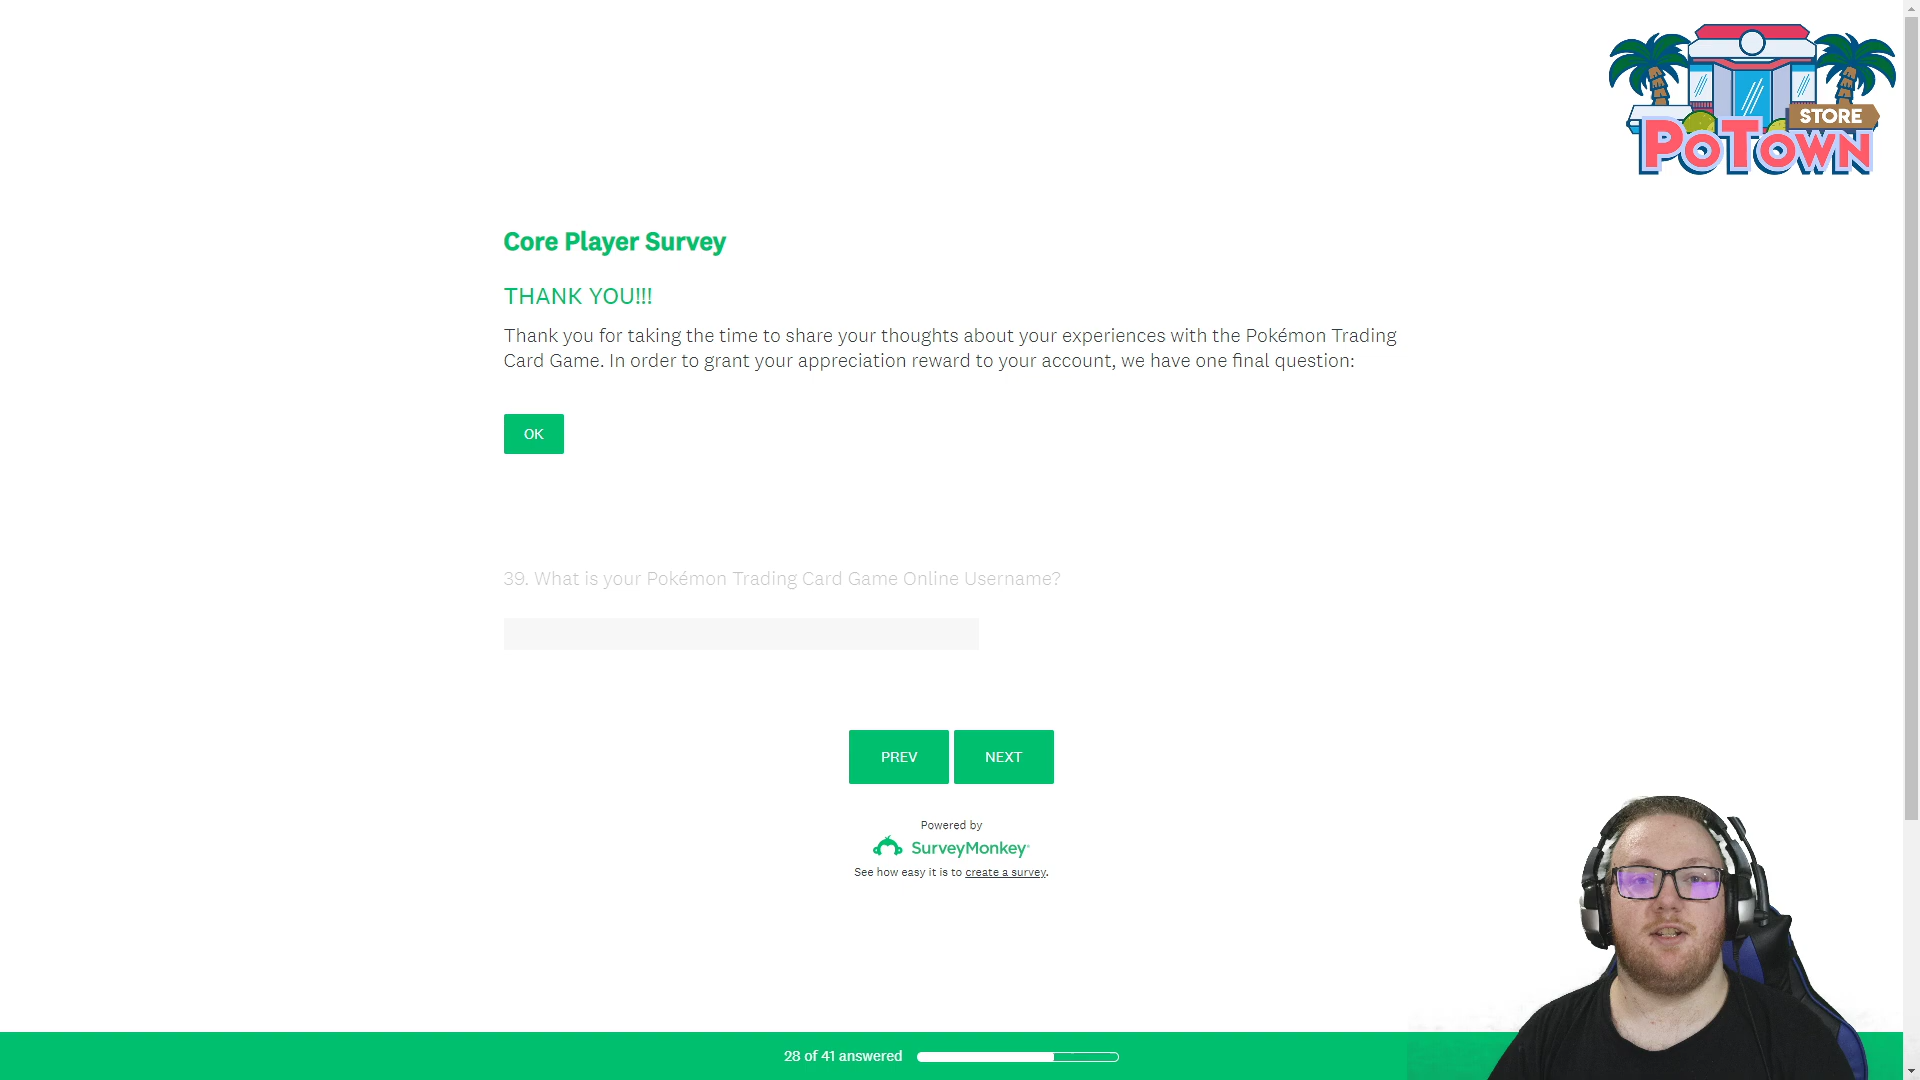 STORE
PoTown
Core Player Survey
THANK YOU!!!
Thank you for taking the time to share your thoughts about your experiences with the Pokémon Trading
Card Game. In order to grant your appreciation reward to your account, we have one final question:
OK
39. What is your Pokémon Trading Card Game Online Username?
PREV
NEXT
Powered by
SurveyMonkey
See how easy it is to create a survey.
28 of 41 answered